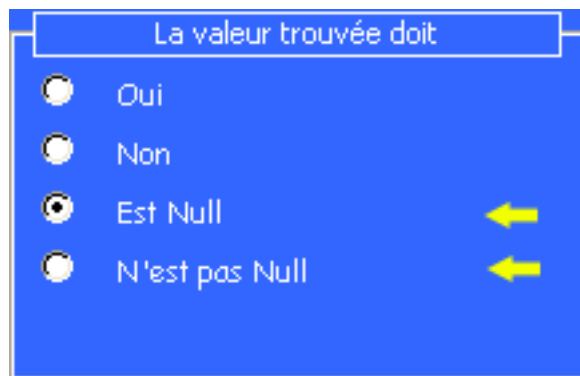 La valeur trouvée doit
Oui
Non
Est Null
N'est pas Null